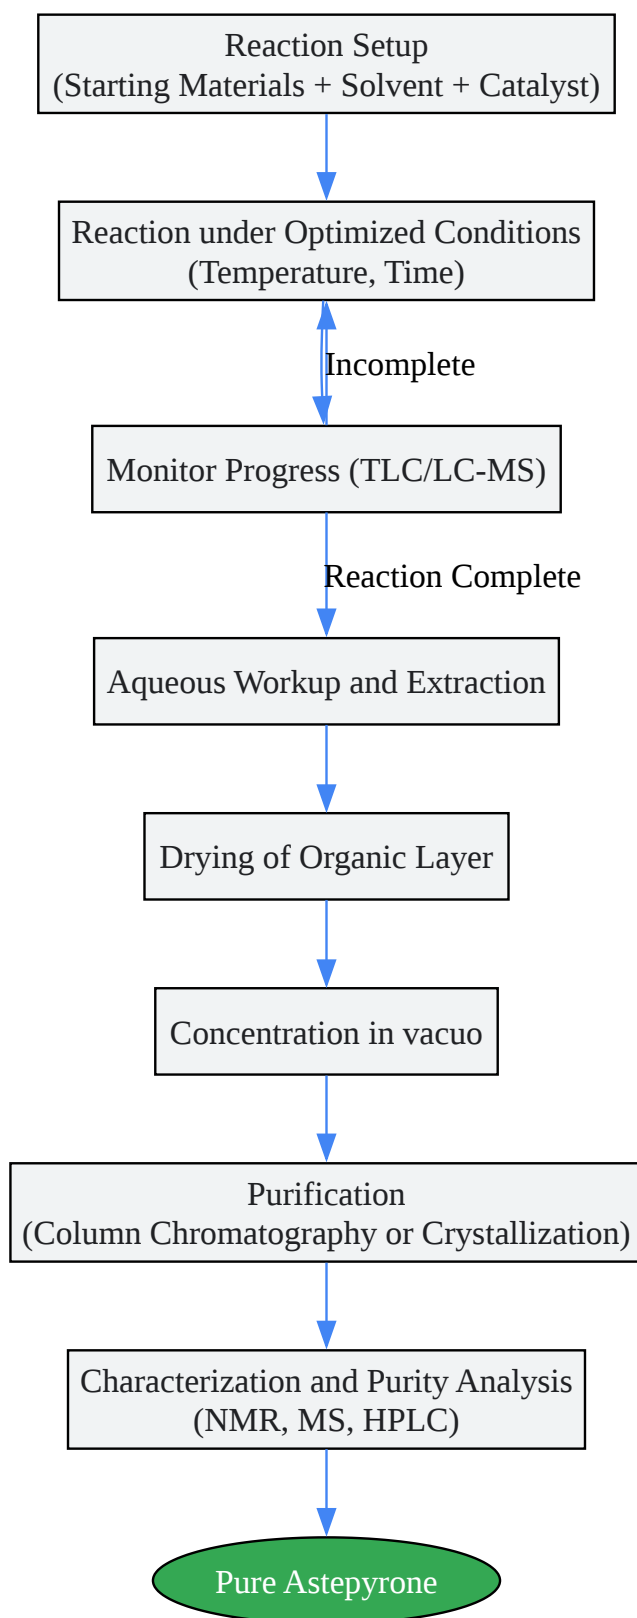 Reaction Setup
(Starting Materials + Solvent + Catalyst)
Reaction under Optimized Conditions
(Temperature, Time)
Incomplete
Monitor Progress (TLC/LC-MS)
Reaction Complete
Aqueous Workup and Extraction
Drying of Organic Layer
Concentration in vacuo
Purification
(Column Chromatography or Crystallization)
Characterization and Purity Analysis
(NMR, MS, HPLC)
Pure Astepyrone